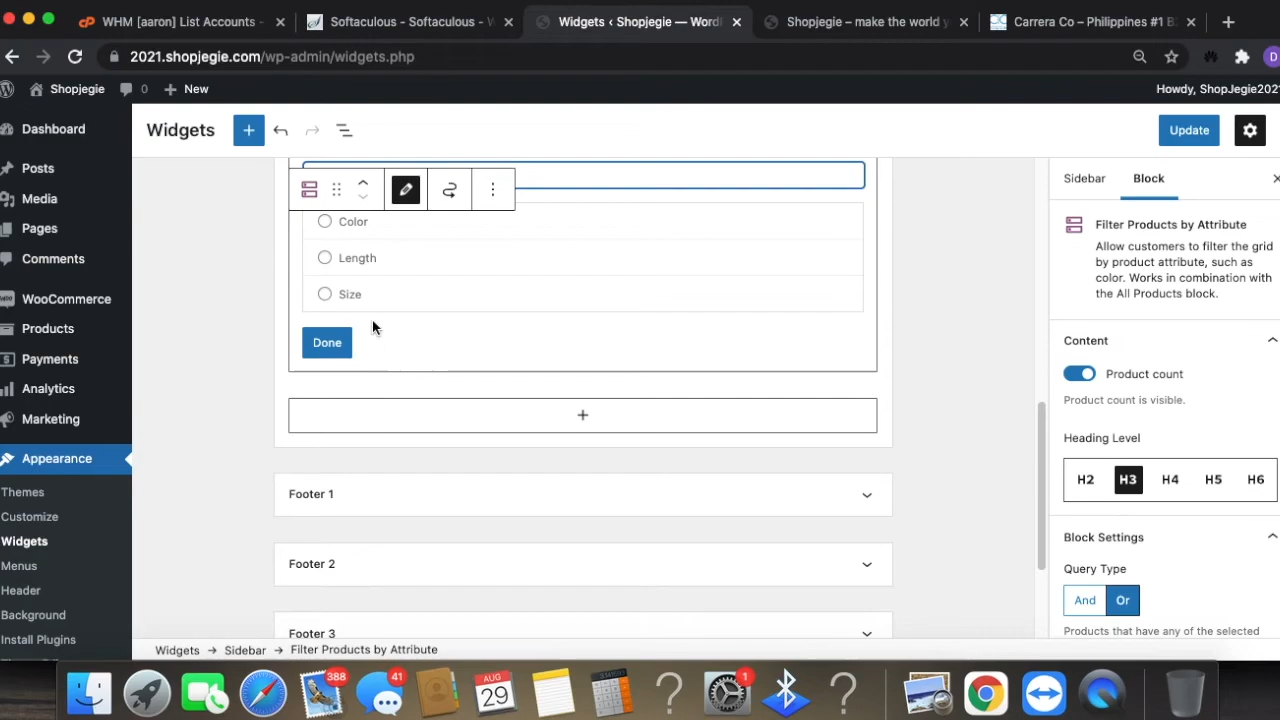 WHM [aaron] List Accounts -
Softaculous - Softaculous - W
Widgets ‹ Shopjegie — WordP
Shopjegie – make the world y
Carrera Co – Philippines #1 B
2021.shopjegie.com/wp-admin/widgets.php
D
Shopjegie
0
New
Howdy, ShopJegie2021
Dashboard
Posts
Media
Pages
Comments
WooCommerce
Products
Payments
Analytics
Marketing
Appearance
Themes
Customize
Widgets
Menus
Header
Background
Install Plugins
Widgets
Update
Color
Length
Size
Done
Footer 1
Footer 2
Footer 3
Widgets → Sidebar → Filter Products by Attribute
Sidebar
Block
Filter Products by Attribute
Allow customers to filter the grid
by product attribute, such as
color. Works in combination with
the All Products block.
Content
Product count
Product count is visible.
Heading Level
H2 H3 H4 H5 H6
Block Settings
Query Type
And Or
Products that have any of the selected
388
41
AUG
29
1